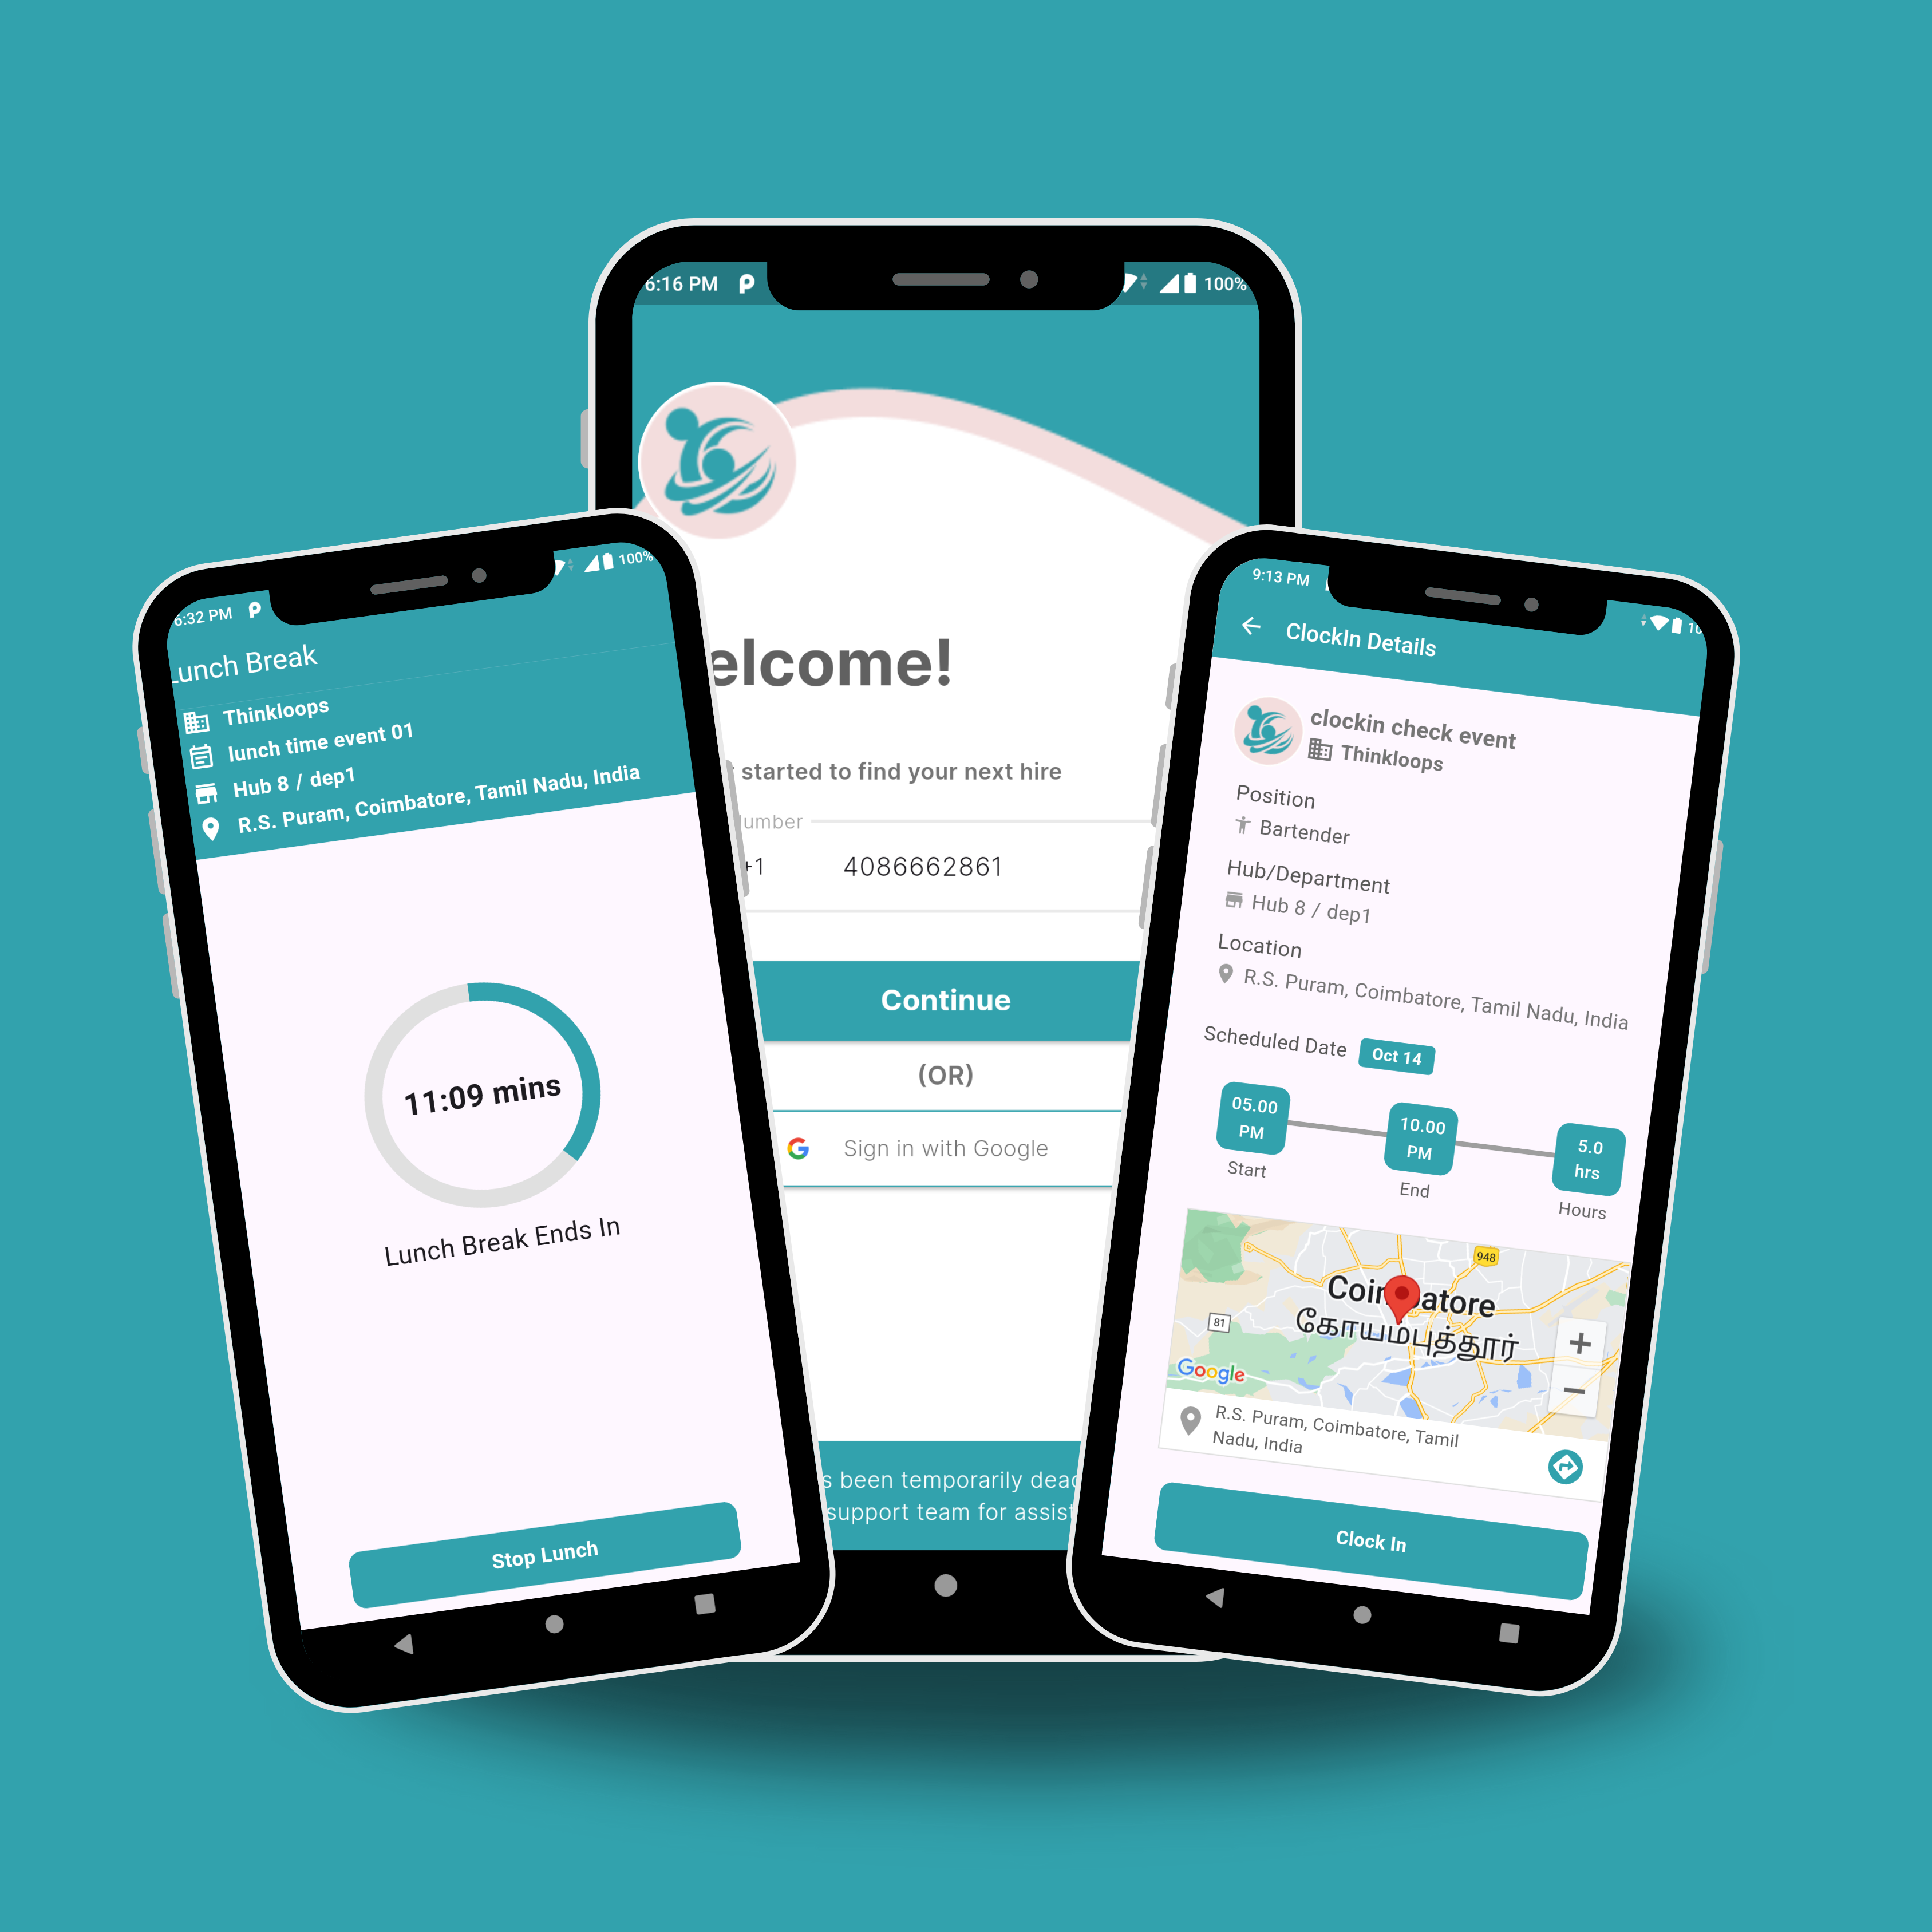 6:32 PM
100%
Lunch Break
Thinkloops
lunch time event 01
Hub 8 / dep1
R.S. Puram, Coimbatore, Tamil Nadu, India
11:09 mins
Lunch Break Ends In
Stop Lunch
6:16 PM
100%
elcome!
started to find your next hire
umber
+1 4086662861
Continue
(OR)
Sign in with Google
been temporarily
support team for
9:13 PM
ClockIn Details
clockin check event
Thinkloops
Position
Bartender
Hub/Department
Hub 8 / dep1
Location
R.S. Puram, Coimbatore, Tamil Nadu, India
Scheduled Date Oct 14
05.00 PM
Start
10.00 PM
End
5.0 hrs
Hours
948
Coimbatore
கோயம்புத்தூர்
81
Google
+
−
R.S. Puram, Coimbatore, Tamil
Nadu, India
Clock In